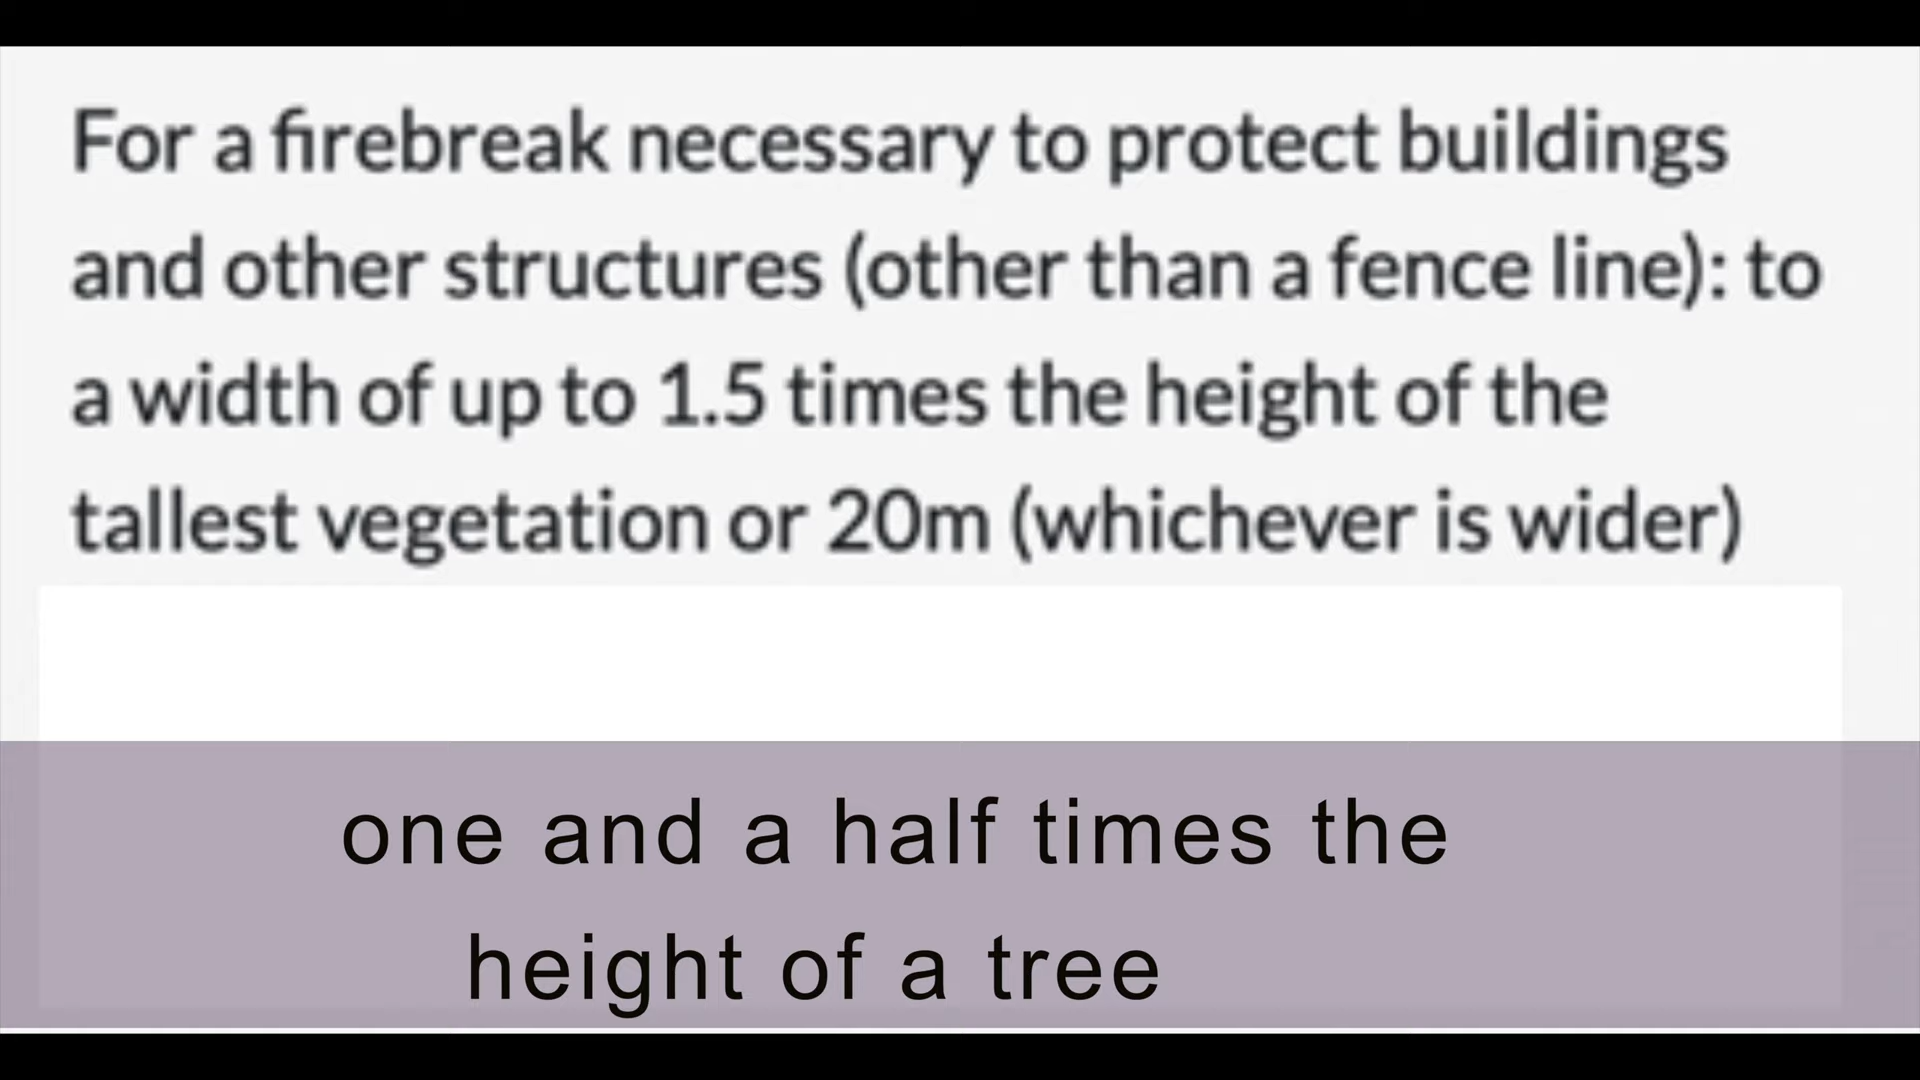 For a firebreak necessary to protect buildings
and other structures (other than a fence line): to
a width of up to 1.5 times the height of the
tallest vegetation or 20m (whichever is wider)
one and a half times the
height of a tree